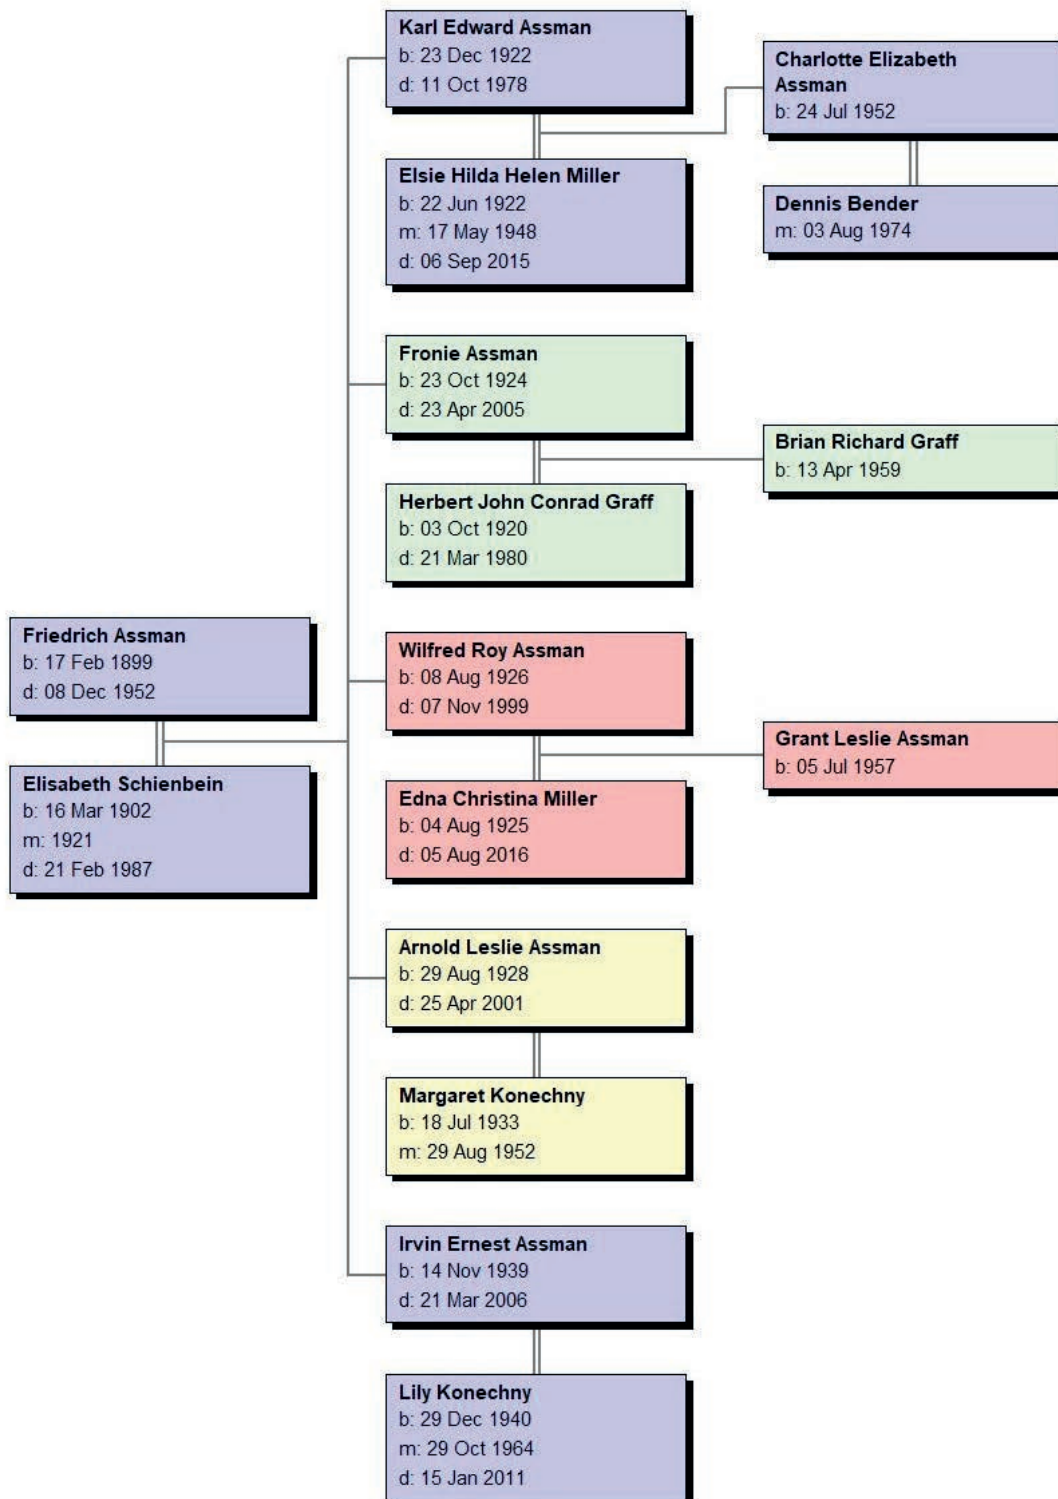 Karl Edward Assman
b: 23 Dec 1922
d: 11 Oct 1978
Charlotte Elizabeth
Assman
b: 24 Jul 1952
Elsie Hilda Helen Miller
b: 22 Jun 1922
m: 17 May 1948
d: 06 Sep 2015
Dennis Bender
m: 03 Aug 1974
Fronie Assman
b: 23 Oct 1924
d: 23 Apr 2005
Brian Richard Graff
b: 13 Apr 1959
Herbert John Conrad Graff
b: 03 Oct 1920
d: 21 Mar 1980
Friedrich Assman
b: 17 Feb 1899
d: 08 Dec 1952
Wilfred Roy Assman
b: 08 Aug 1926
d: 07 Nov 1999
Grant Leslie Assman
b: 05 Jul 1957
Elisabeth Schienbein
b: 16 Mar 1902
m: 1921
d: 21 Feb 1987
Edna Christina Miller
b: 04 Aug 1925
d: 05 Aug 2016
Arnold Leslie Assman
b: 29 Aug 1928
d: 25 Apr 2001
Margaret Konechny
b: 18 Jul 1933
m: 29 Aug 1952
Irvin Ernest Assman
b: 14 Nov 1939
d: 21 Mar 2006
Lily Konechny
b: 29 Dec 1940
m: 29 Oct 1964
d: 15 Jan 2011